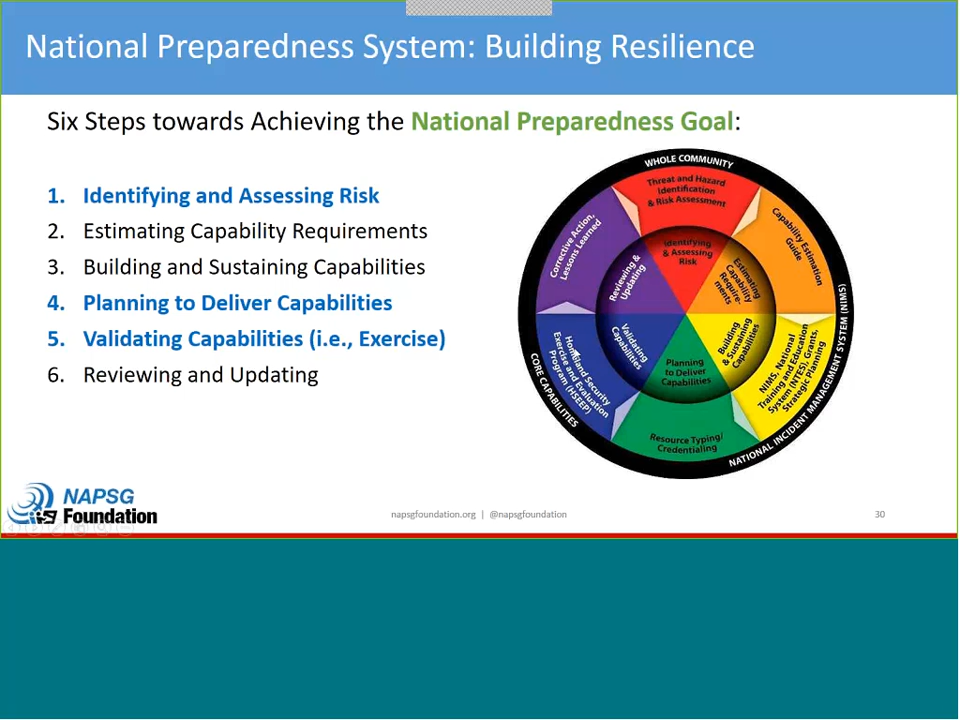 National Preparedness System: Building Resilience
Six Steps towards Achieving the National Preparedness Goal:
1. Identifying and Assessing Risk
2. Estimating Capability Requirements
3. Building and Sustaining Capabilities
4. Planning to Deliver Capabilities
5. Validating Capabilities (i.e., Exercise)
6. Reviewing and Updating
WHOLE COMMUNITY
Threat and Hazard
Identification
& Risk Assessment
Capability Estimation
Guide
NIMS, National
Training and Education
System (NTES), Grants,
Strategic Planning
Resource Typing/
Credentialing
Homeland Security
Exercise and Evaluation
Program (HSEEP)
Corrective Action,
Lessons Learned
Identifying
& Assessing
Risk
Estimating
Capability
Require-
ments
Building
& Sustaining
Capabilities
Planning
to Deliver
Capabilities
Validating
Capabilities
Reviewing &
Updating
CORE CAPABILITIES
NATIONAL INCIDENT MANAGEMENT SYSTEM (NIMS)
NAPSG
Foundation
napsgfoundation.org | @napsgfoundation
30